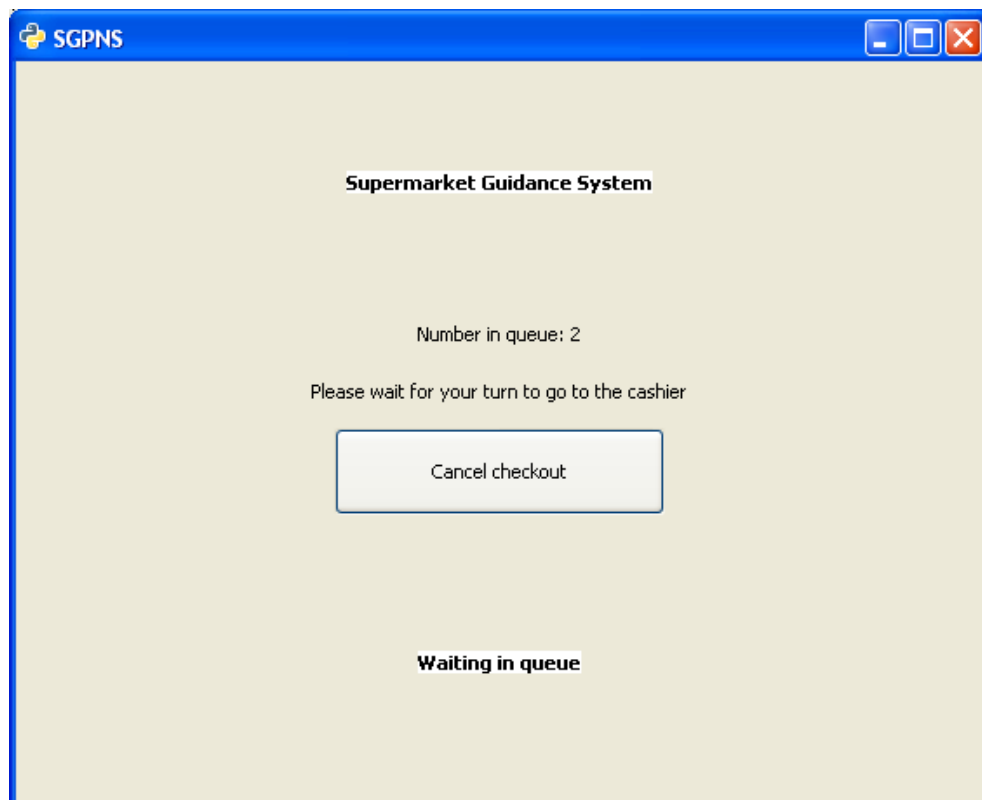 SGPNS
Supermarket Guidance System
Number in queue: 2
Please wait for your turn to go to the cashier
Cancel checkout
Waiting in queue